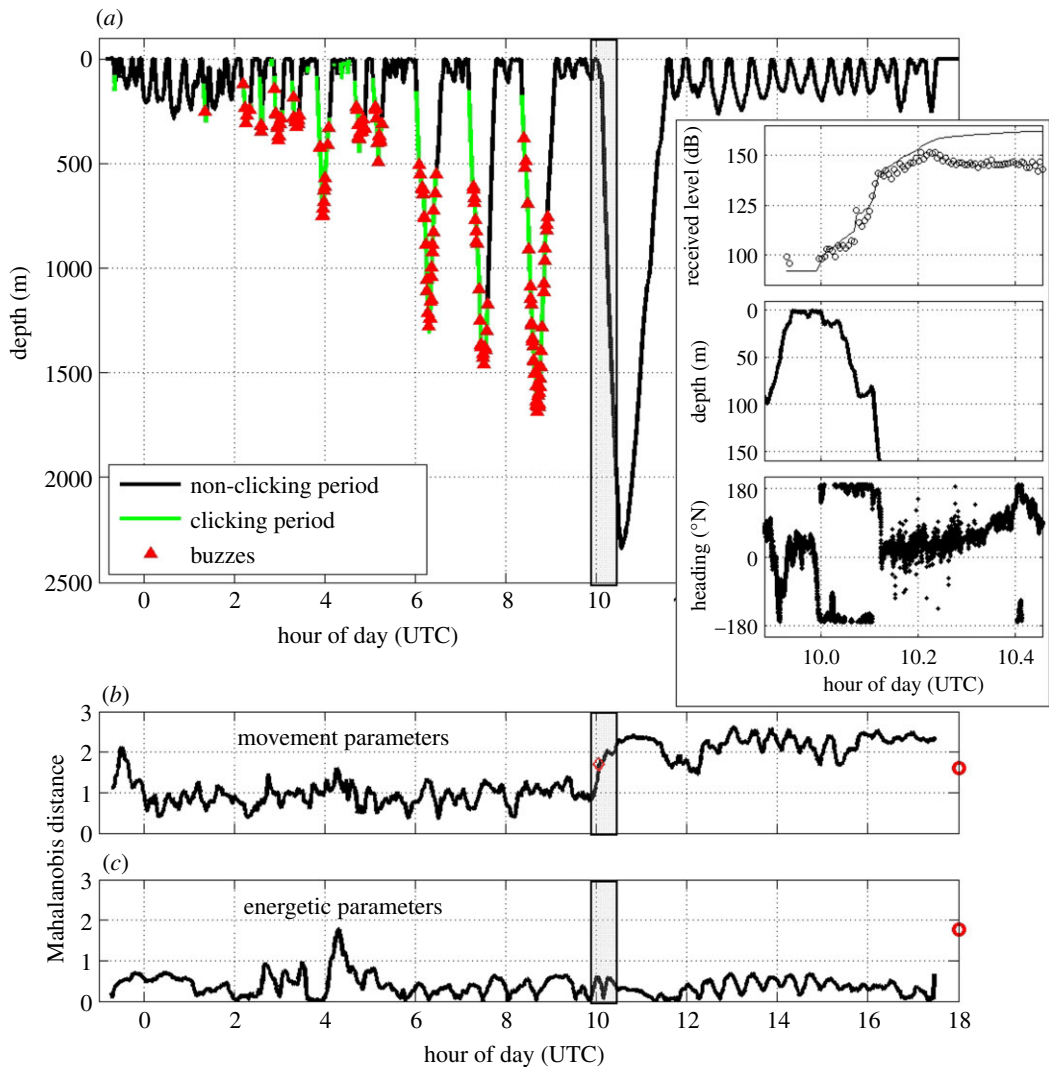 (a)
0
500
1000
1500
2000
2500
depth (m)
non-clicking period
clicking period
buzzes
0 2 4 6 8 10
hour of day (UTC)
150
125
100
received level (dB)
0
50
100
150
depth (m)
180
0
−180
heading (°N)
10.0 10.2 10.4
hour of day (UTC)
(b)
3
2
1
0
movement parameters
Mahalanobis distance
(c)
3
2
1
0
energetic parameters
0 2 4 6 8 10 12 14 16 18
hour of day (UTC)